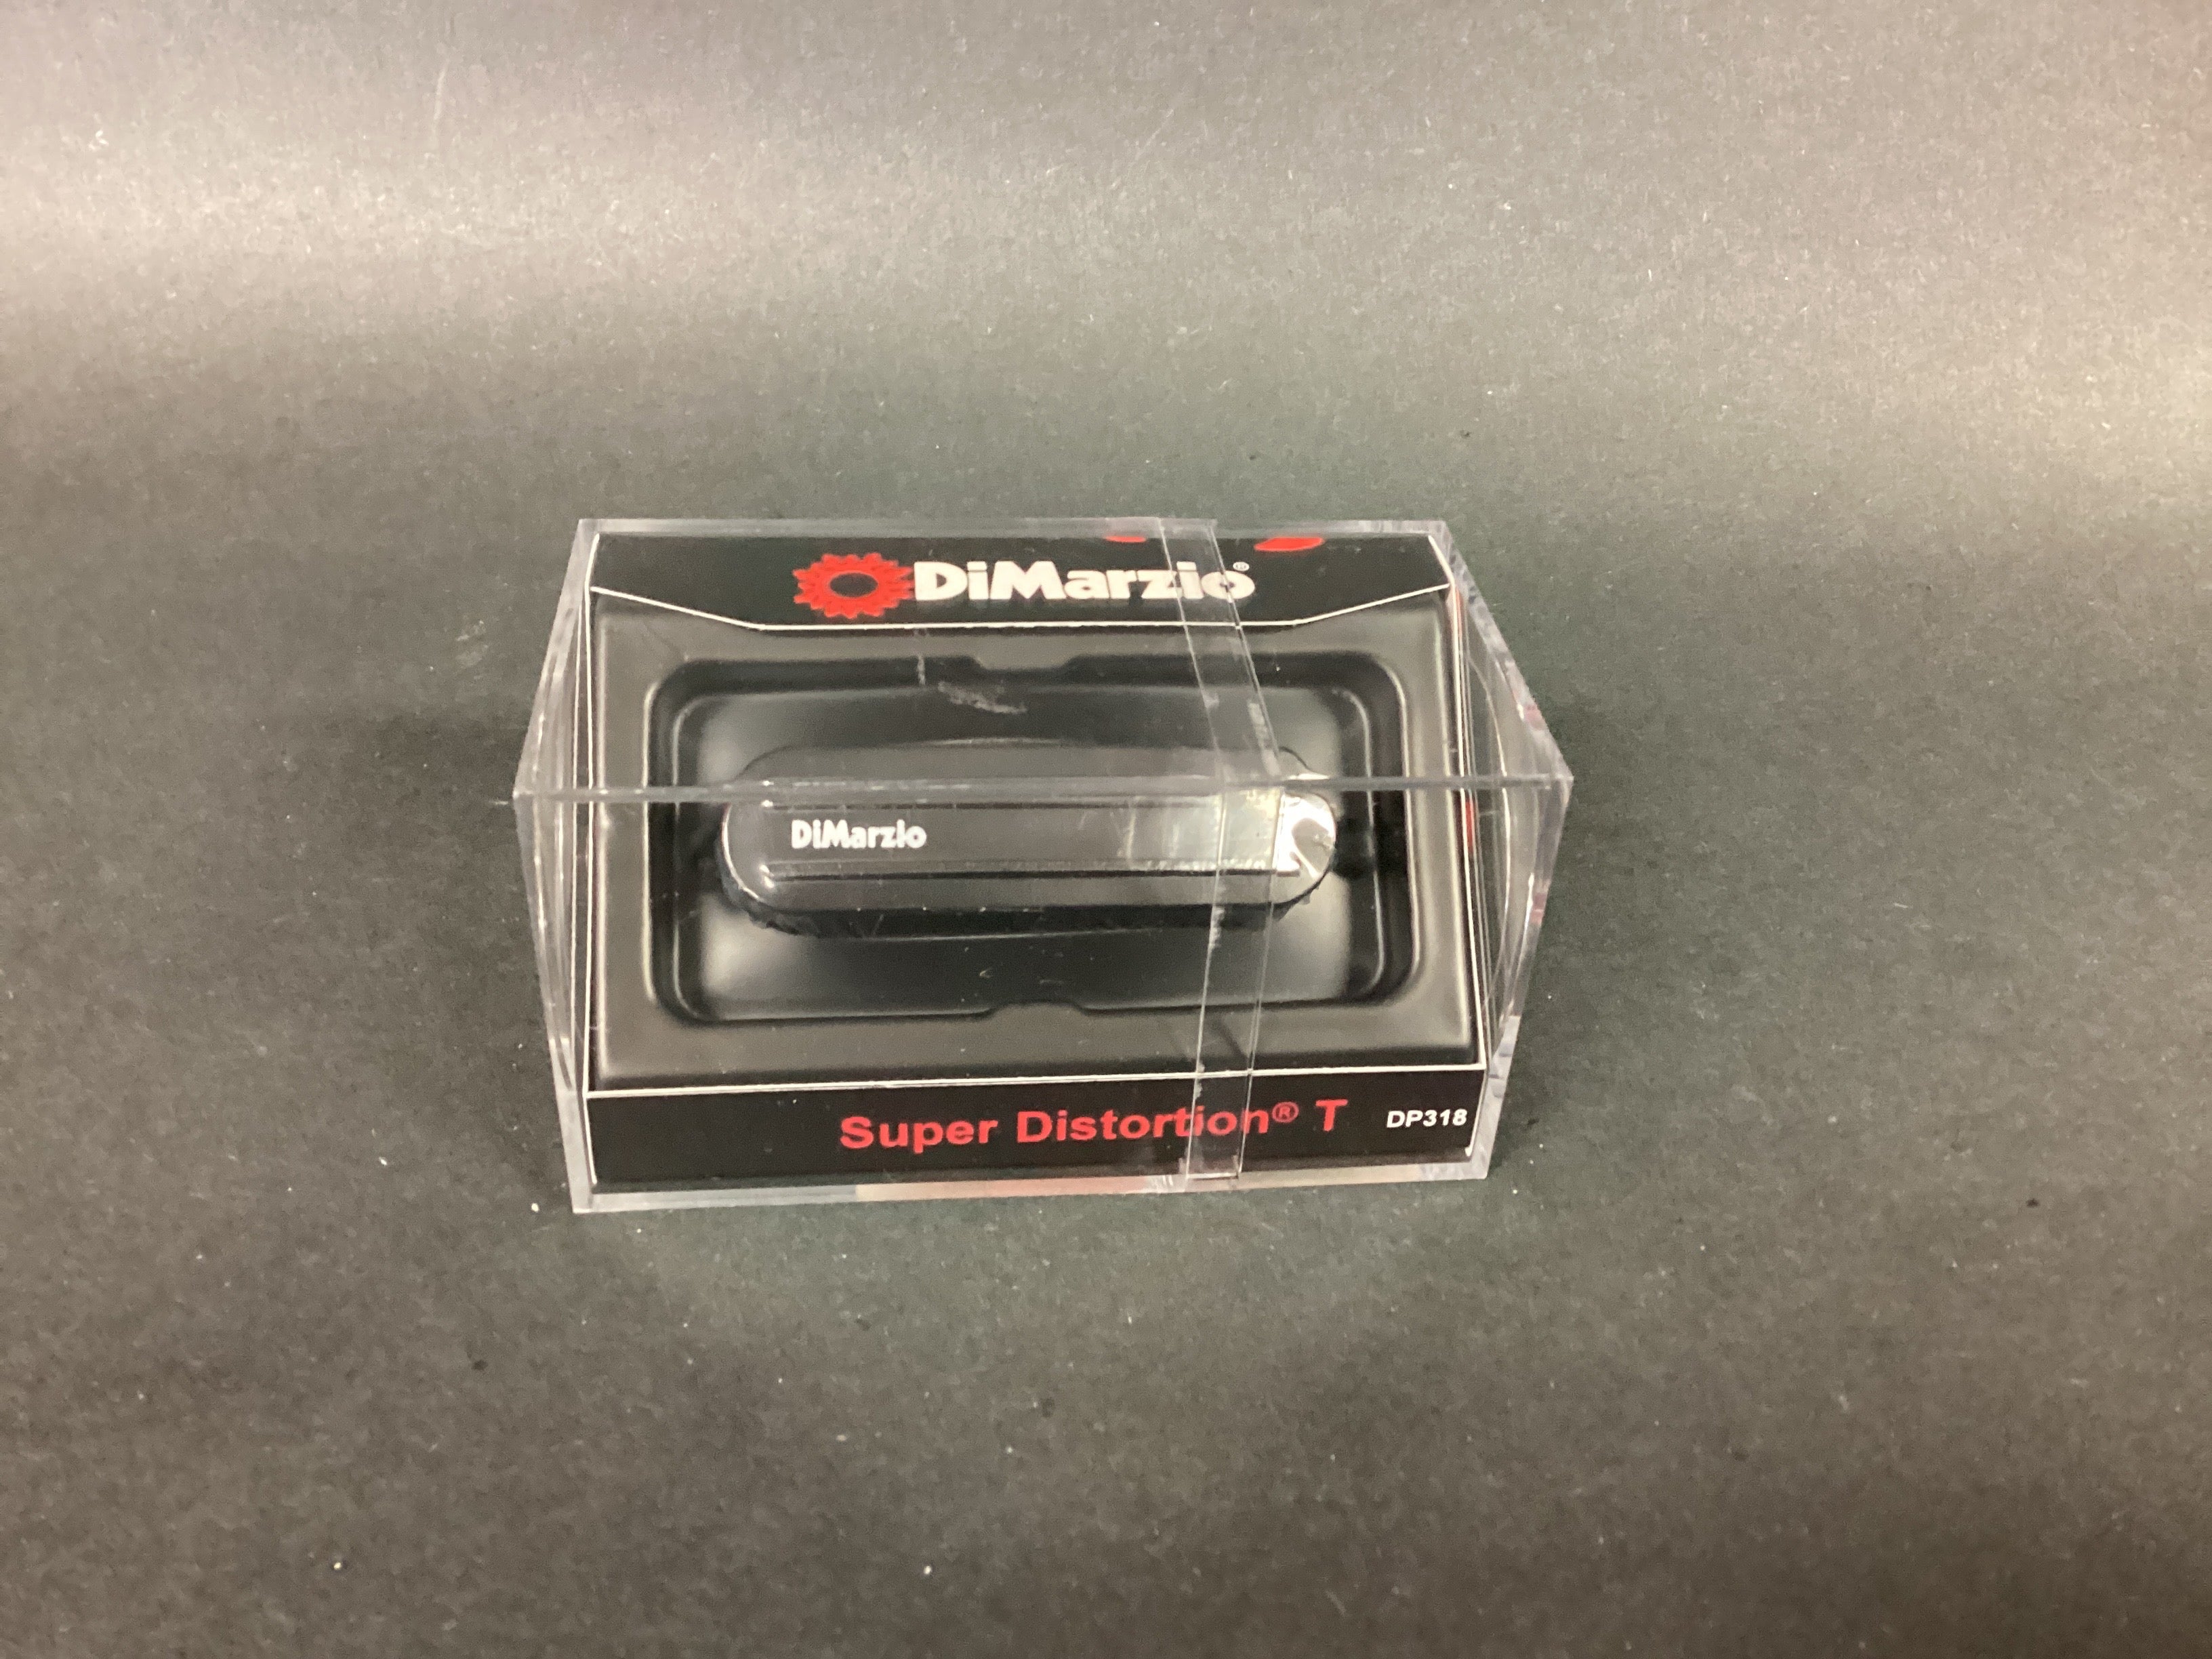 DiMarzio®
DiMarzio
Super Distortion® T DP318